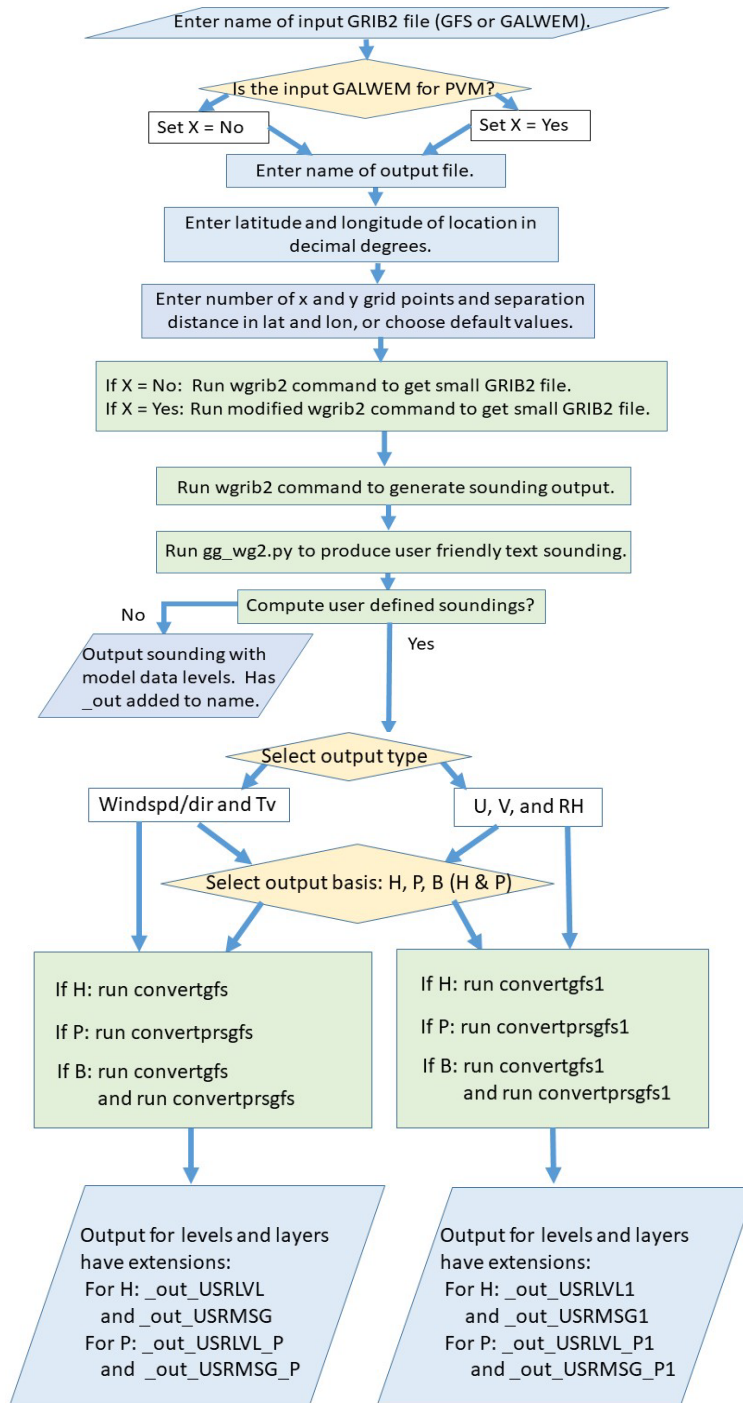 Enter name of input GRIB2 file (GFS or GALWEM).
Is the input GALWEM for PVM?
Set X = No
Set X = Yes
Enter name of output file.
Enter latitude and longitude of location in
decimal degrees.
Enter number of x and y grid points and separation
distance in lat and lon, or choose default values.
If X = No: Run wgrib2 command to get small GRIB2 file.
If X = Yes: Run modified wgrib2 command to get small GRIB2 file.
Run wgrib2 command to generate sounding output.
Run gg_wg2.py to produce user friendly text sounding.
Compute user defined soundings?
No
Yes
Output sounding with
model data levels. Has
_out added to name.
Select output type
Windspd/dir and Tv
U, V, and RH
Select output basis: H, P, B (H & P)
If H: run convertgfs
If P: run convertprsgfs
If B: run convertgfs
and run convertprsgfs
If H: run convertgfs1
If P: run convertprsgfs1
If B: run convertgfs1
and run convertprsgfs1
Output for levels and layers
have extensions:
For H: _out_USRLVL
and _out_USRMSG
For P: _out_USRLVL_P
and _out_USRMSG_P
Output for levels and layers
have extensions:
For H: _out_USRLVL1
and _out_USRMSG1
For P: _out_USRLVL_P1
and _out_USRMSG_P1